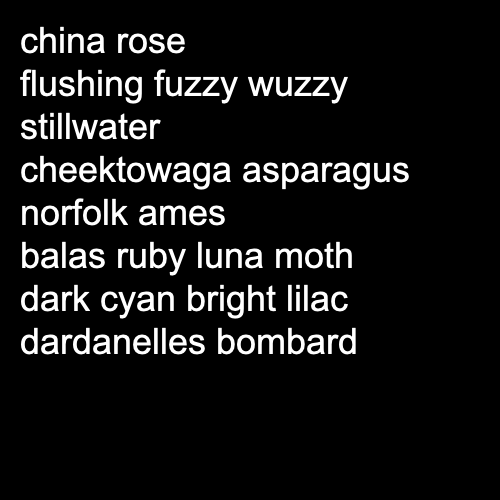 china rose
flushing fuzzy wuzzy
stillwater
cheektowaga asparagus
norfolk ames
balas ruby luna moth
dark cyan bright lilac
dardanelles bombard